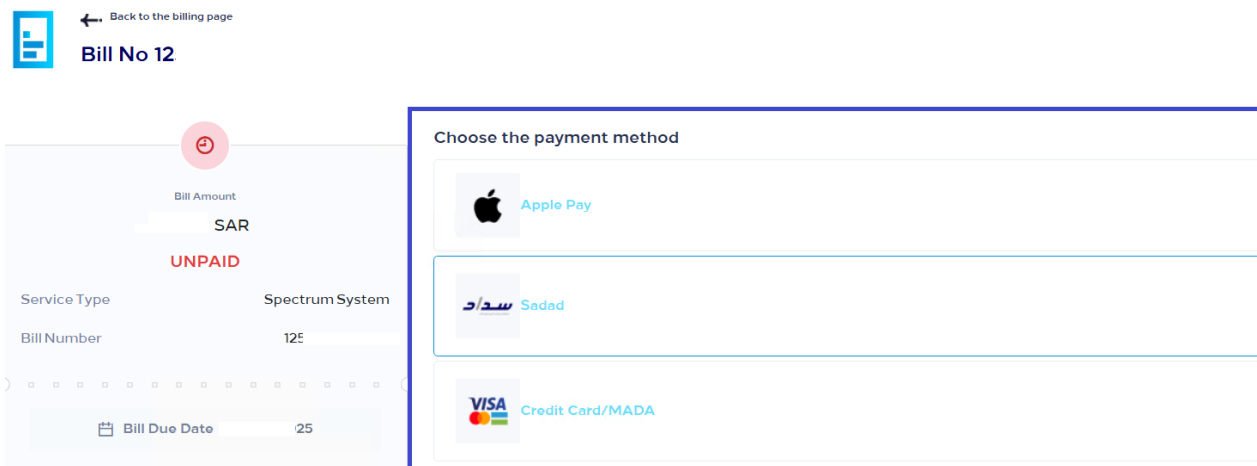 Back to the billing page
Bill No 12
Bill Amount
SAR
UNPAID
Service Type Spectrum System
Bill Number 125
Bill Due Date 025
Choose the payment method
Apple Pay
سداد Sadad
VISA Credit Card/MADA